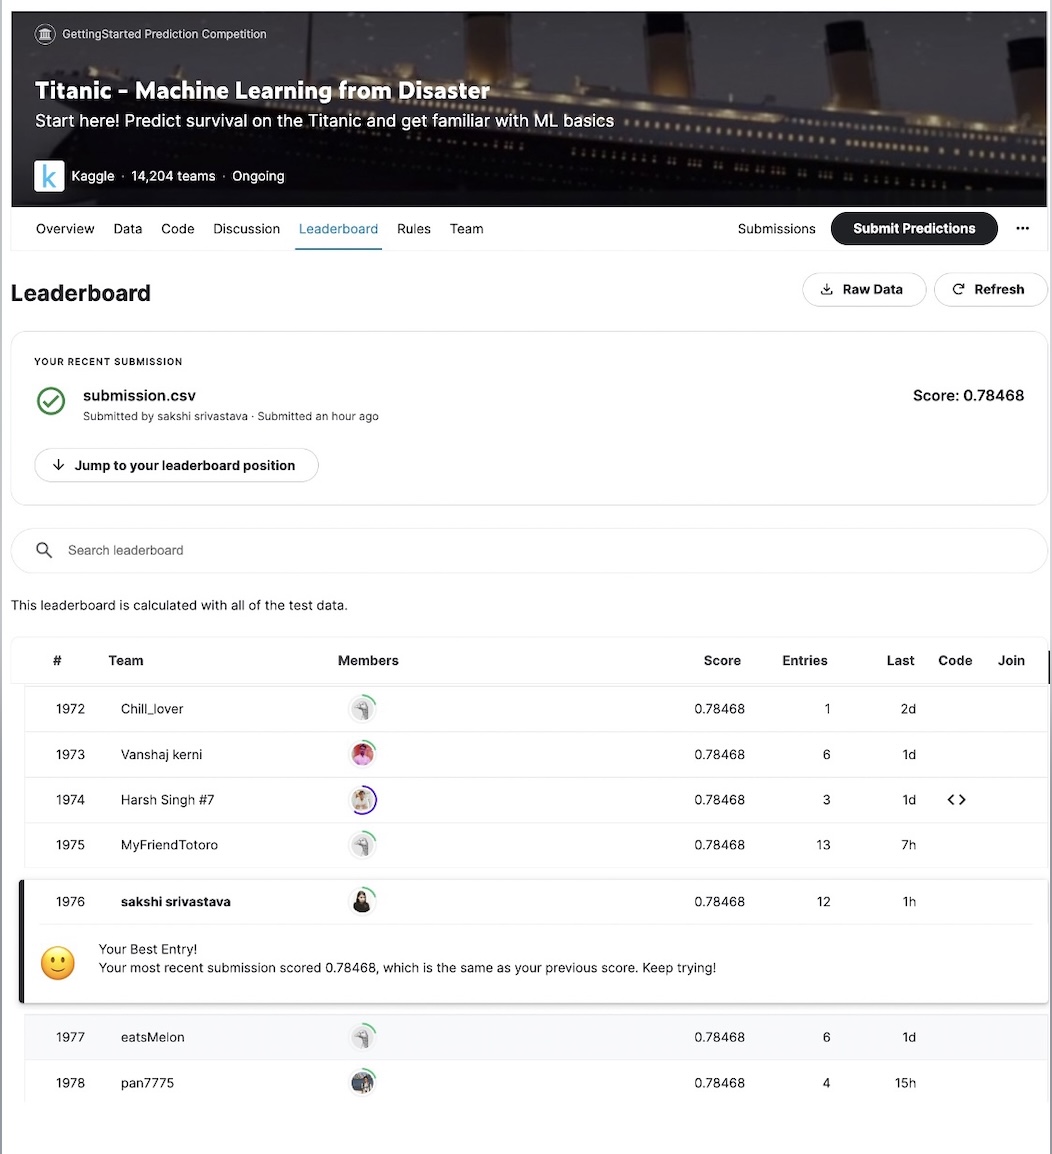 GettingStarted Prediction Competition
Titanic - Machine Learning from Disaster
Start here! Predict survival on the Titanic and get familiar with ML basics
k Kaggle · 14,204 teams · Ongoing
Overview Data Code Discussion Leaderboard Rules Team Submissions Submit Predictions ···
Leaderboard Raw Data Refresh
YOUR RECENT SUBMISSION
submission.csv Score: 0.78468
Submitted by sakshi srivastava · Submitted an hour ago
Jump to your leaderboard position
Search leaderboard
This leaderboard is calculated with all of the test data.
# Team Members Score Entries Last Code Join
1972 Chill_lover 0.78468 1 2d
1973 Vanshaj kerni 0.78468 6 1d
1974 Harsh Singh #7 0.78468 3 1d <>
1975 MyFriendTotoro 0.78468 13 7h
1976 sakshi srivastava 0.78468 12 1h
Your Best Entry!
Your most recent submission scored 0.78468, which is the same as your previous score. Keep trying!
1977 eatsMelon 0.78468 6 1d
1978 pan7775 0.78468 4 15h